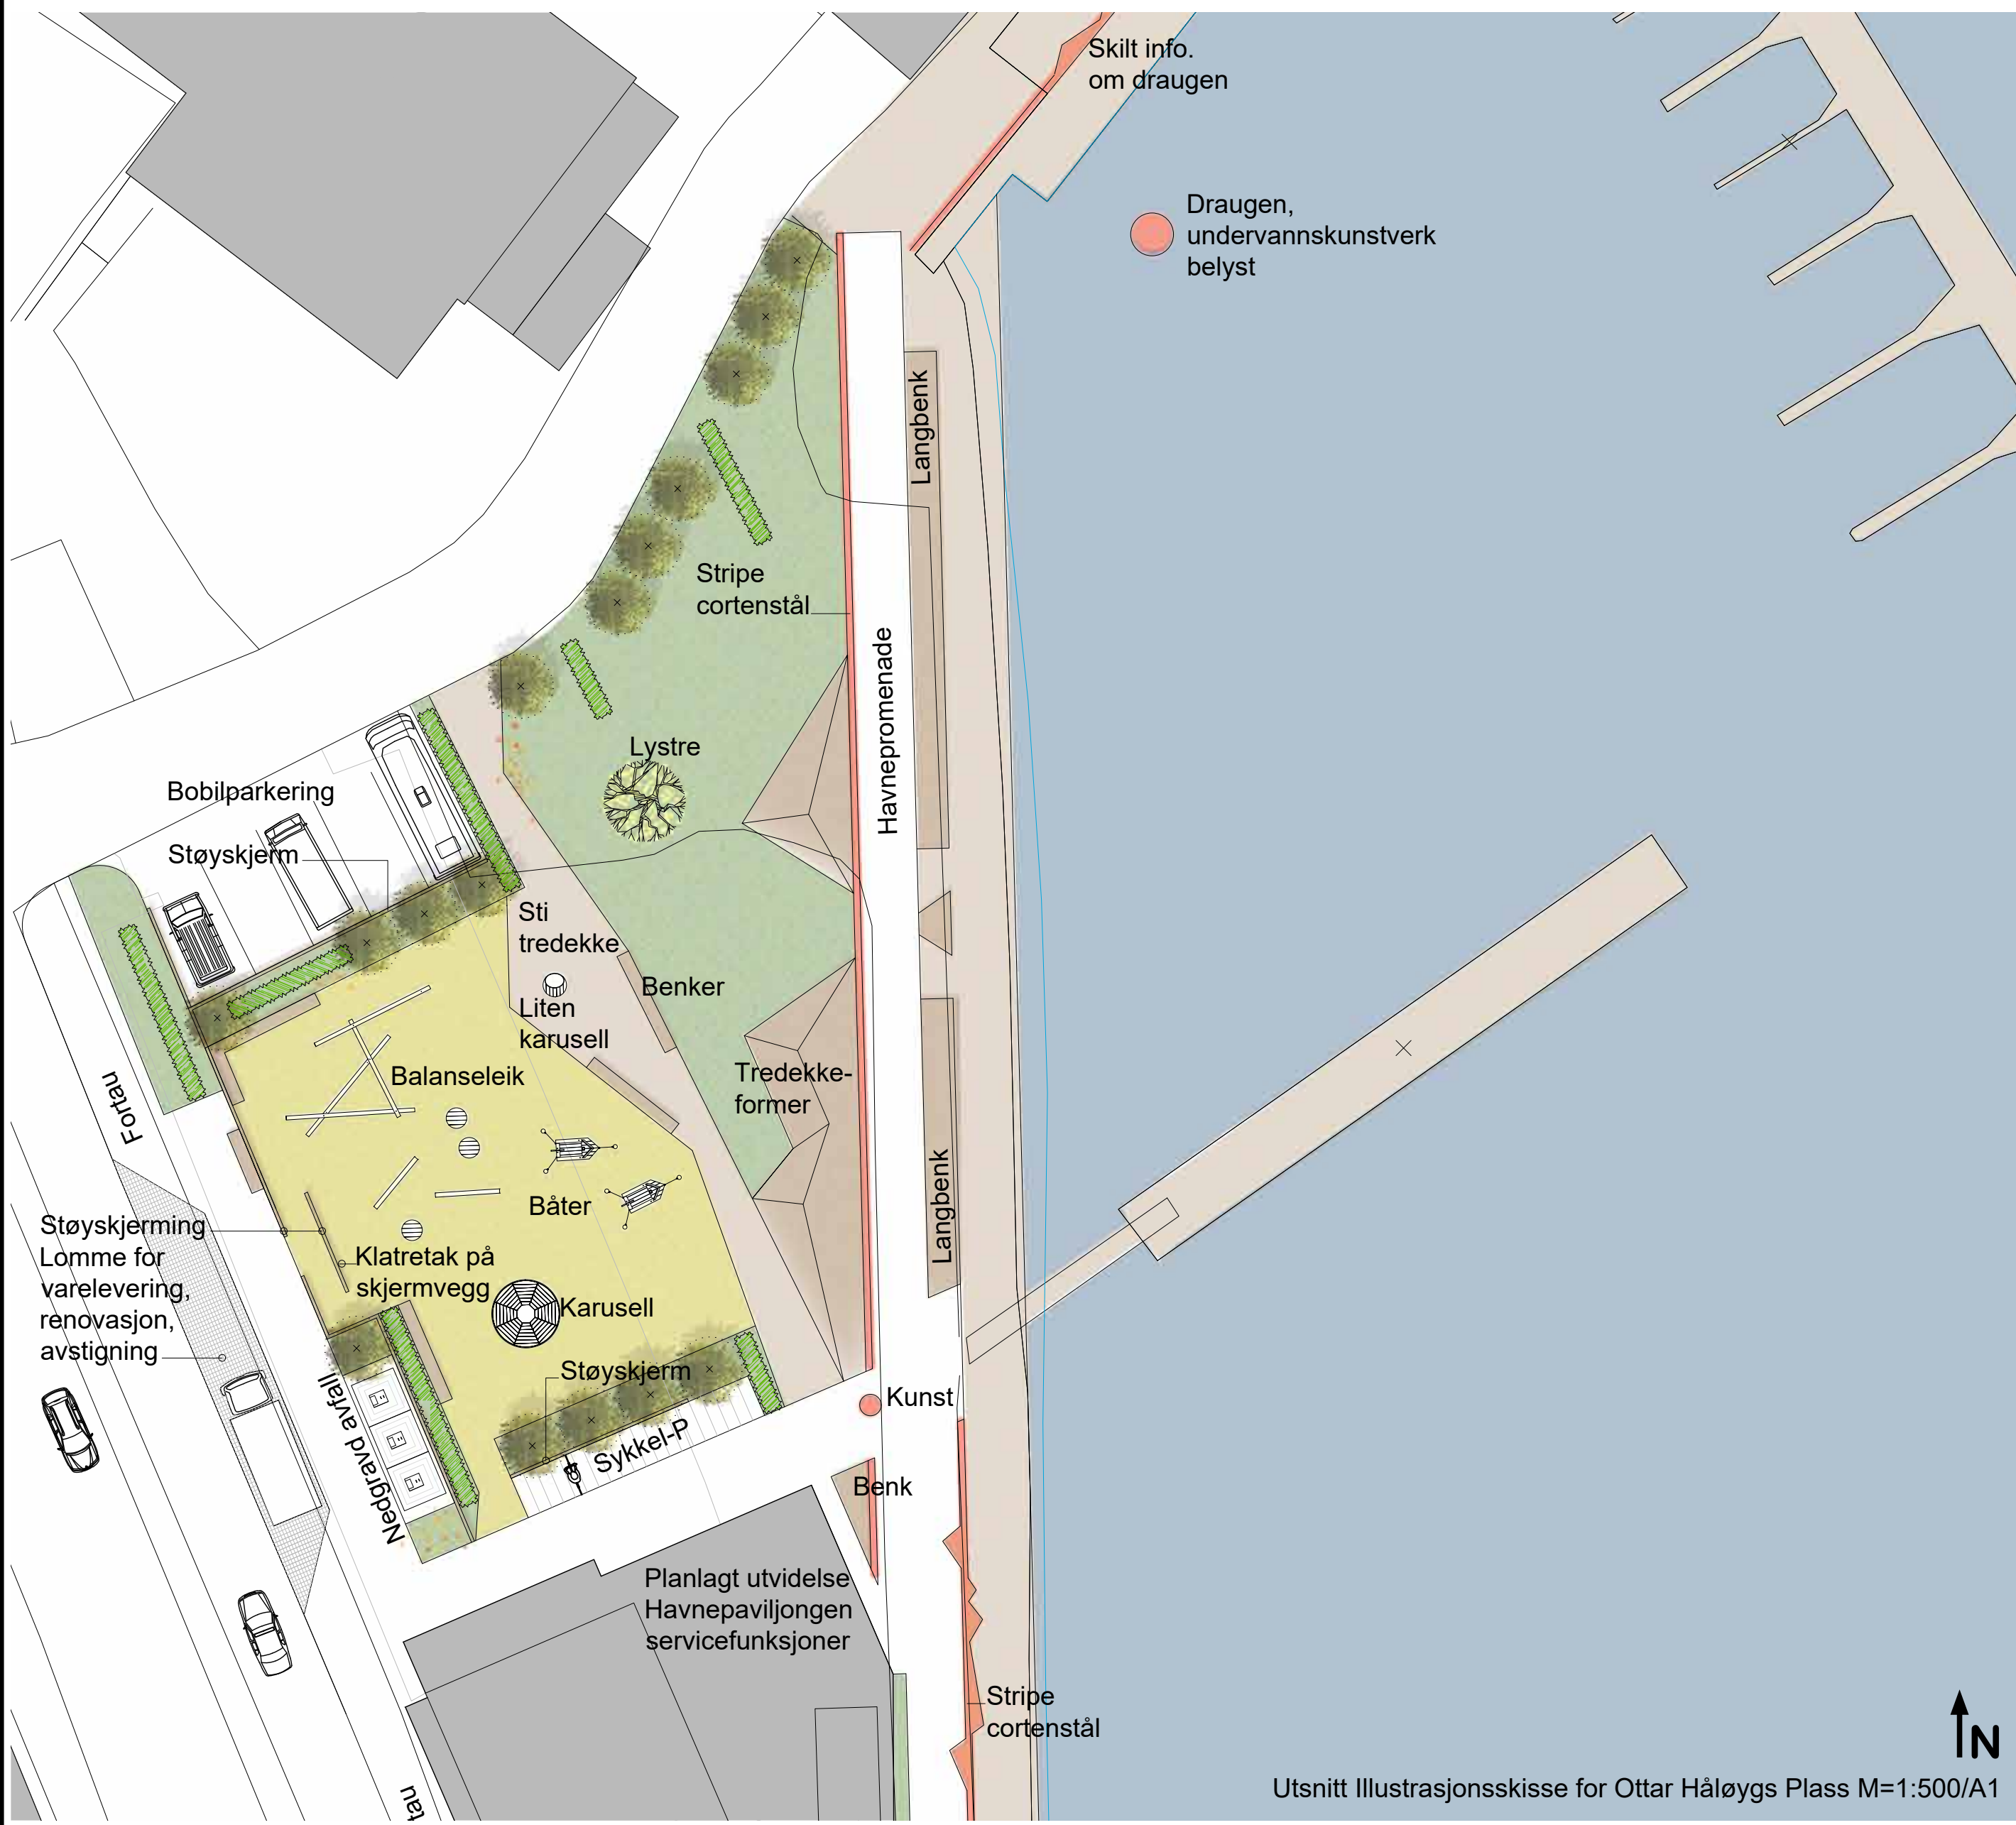 Skilt info.
om draugen
Draugen,
undervannskunstverk
belyst
Langbenk
Stripe
cortenstål
Havnepromenade
Lystre
Bobilparkering
Støyskjerm
Sti
tredekke
Benker
Liten
karusell
Balanseleik
Tredekke-
former
Fortau
Langbenk
Båter
Støyskjerming
Lomme for
varelevering,
renovasjon,
avstigning
Klatretak på
skjermvegg
Karusell
Støyskjerm
Nedgravd avfall
Sykkel-P
Kunst
Benk
Planlagt utvidelse
Havnepaviljongen
servicefunksjoner
Stripe
cortenstål
tau
N
Utsnitt Illustrasjonsskisse for Ottar Håløygs Plass M=1:500/A1